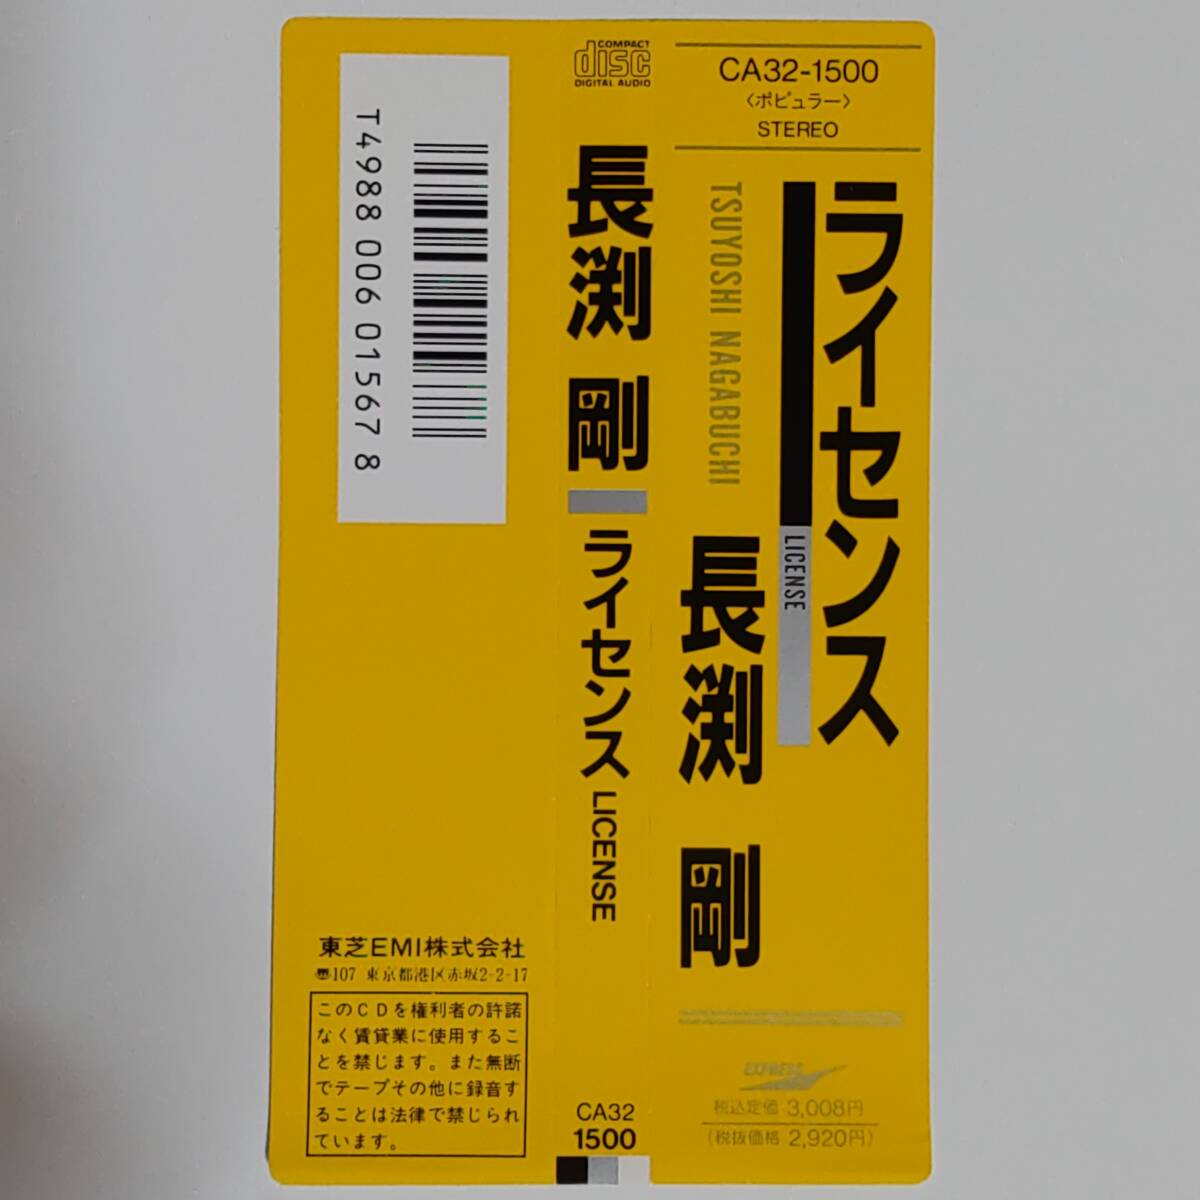 CA32-1500
〈ポピュラー〉
STEREO
ライセンス
LICENSE
TSUYOSHI NAGABUCHI
長渕 剛
EXPRESS
税込定価 3,008円
(税抜価格 2,920円)
COMPACT
disc
DIGITAL AUDIO
長渕 剛
ライセンス LICENSE
CA32
1500
T4988 006 01567 8
東芝EMI株式会社
〠107 東京都港区赤坂2-2-17
このCDを権利者の許諾
なく賃貸業に使用するこ
とを禁じます。また無断
でテープその他に録音す
ることは法律で禁じられ
ています。